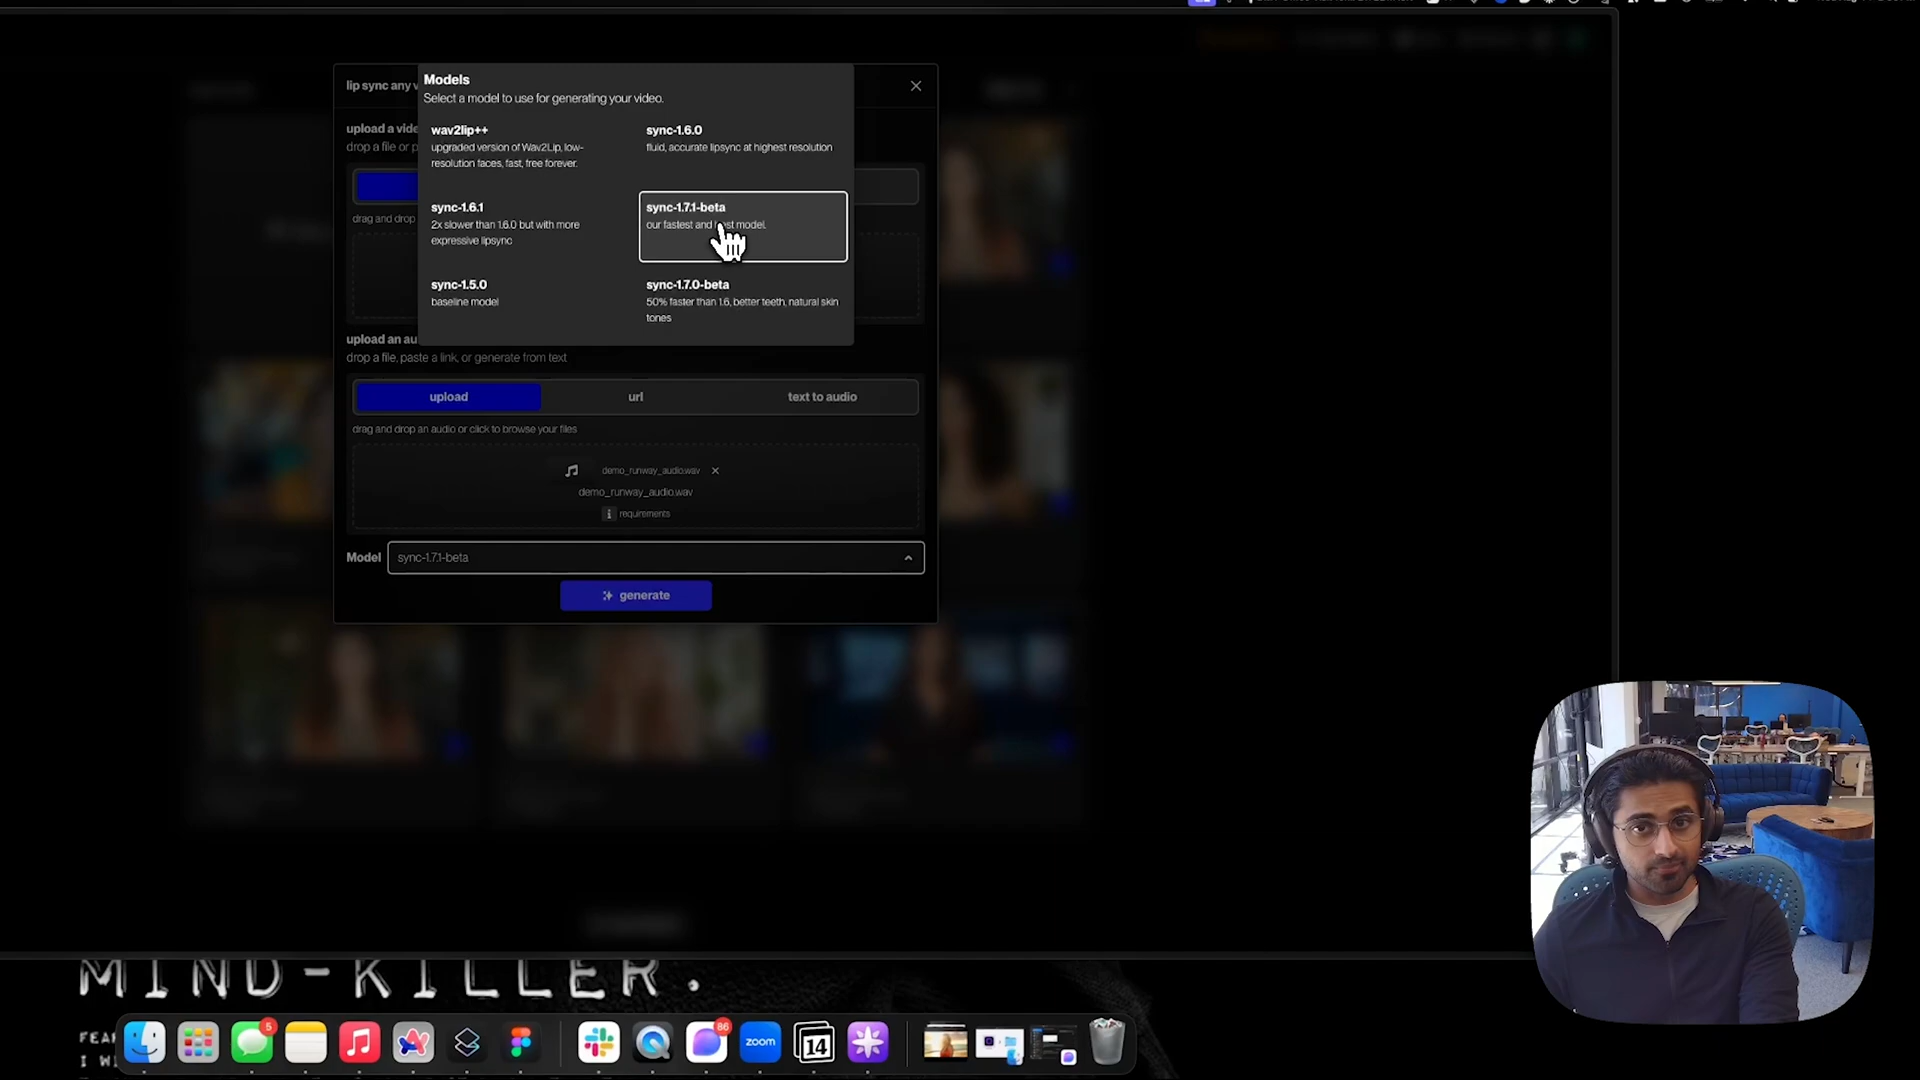 lip sync any v
Models
Select a model to use for generating your video.
upload a vide
drop a file or p
wav2lip++
upgraded version of Wav2Lip, low-
resolution faces, fast, free forever.
sync-1.6.0
fluid, accurate lipsync at highest resolution
sync-1.6.1
2x slower than 1.6.0 but with more
expressive lipsync
sync-1.7.1-beta
our fastest and best model.
drag and drop
sync-1.5.0
baseline model
sync-1.7.0-beta
50% faster than 1.6, better teeth, natural skin
tones
upload an au
drop a file, paste a link, or generate from text
upload
url
text to audio
drag and drop an audio or click to browse your files
demo_runway_audio.wav
demo_runway_audio.wav
requirements
Model
sync-1.7.1-beta
generate
MIND-KILLER.
FEA
I WI
5
86
zoom
14